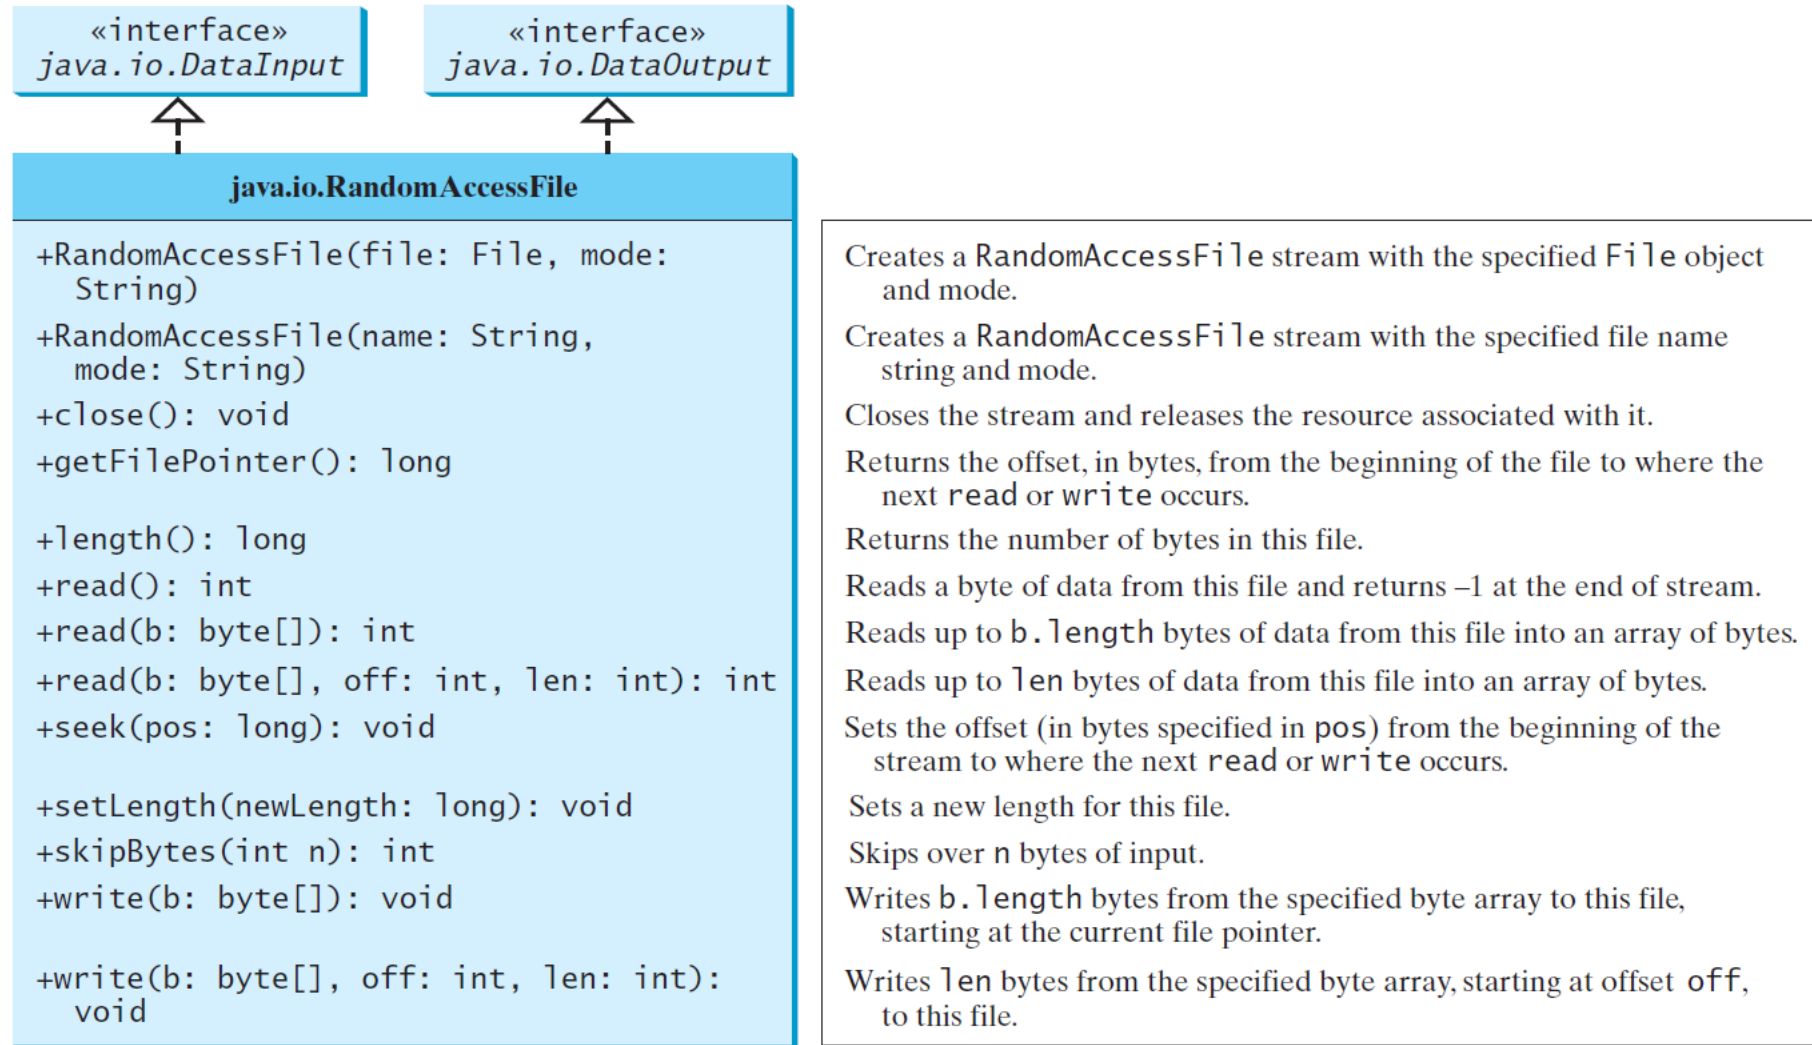 «interface»
java.io.DataInput
«interface»
java.io.DataOutput
java.io.RandomAccessFile
+RandomAccessFile(file: File, mode:
String)
+RandomAccessFile(name: String,
mode: String)
+close(): void
+getFilePointer(): long
+length(): long
+read(): int
+read(b: byte[]): int
+read(b: byte[], off: int, len: int): int
+seek(pos: long): void
+setLength(newLength: long): void
+skipBytes(int n): int
+write(b: byte[]): void
+write(b: byte[], off: int, len: int):
void
Creates a RandomAccessFile stream with the specified File object
and mode.
Creates a RandomAccessFile stream with the specified file name
string and mode.
Closes the stream and releases the resource associated with it.
Returns the offset, in bytes, from the beginning of the file to where the
next read or write occurs.
Returns the number of bytes in this file.
Reads a byte of data from this file and returns –1 at the end of stream.
Reads up to b.length bytes of data from this file into an array of bytes.
Reads up to len bytes of data from this file into an array of bytes.
Sets the offset (in bytes specified in pos) from the beginning of the
stream to where the next read or write occurs.
Sets a new length for this file.
Skips over n bytes of input.
Writes b.length bytes from the specified byte array to this file,
starting at the current file pointer.
Writes len bytes from the specified byte array, starting at offset off,
to this file.